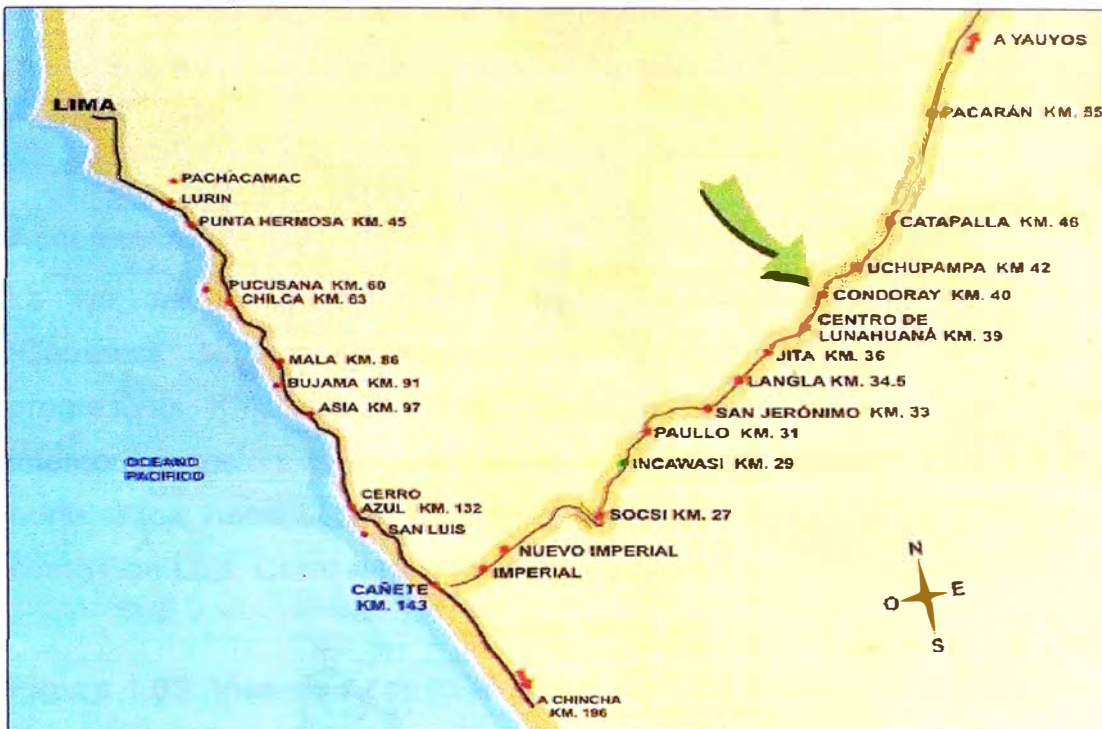 A YAUYOS
LIMA
PACARÁN KM. 55
PACHACAMAC
LURIN
PUNTA HERMOSA KM. 45
CATAPALLA KM. 46
UCHUPAMPA KM 42
PUCUSANA KM. 60
CHILCA KM. 63
CONDORAY KM. 40
CENTRO DE
LUNAHUANÁ KM. 39
JITA KM. 36
MALA KM. 86
BUJAMA KM. 91
LANGLA KM. 34.5
ASIA KM. 97
SAN JERÓNIMO KM. 33
PAULLO KM. 31
OCEANO
PACIFICO
INCAWASI KM. 29
CERRO
AZUL KM. 132
SAN LUIS
SOCSI KM. 27
NUEVO IMPERIAL
IMPERIAL
CAÑETE
KM. 143
N
O
E
S
A CHINCHA
KM. 196